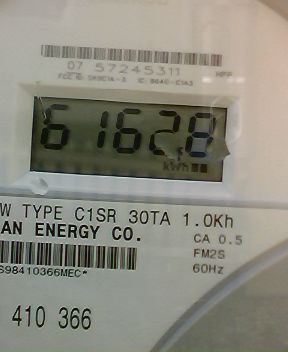 07 57245311
61628
kWh
W TYPE C1SR 30TA 1.0Kh
AN ENERGY CO.
CA 0.5
FM2S
60Hz
S98410366MEC*
410 366